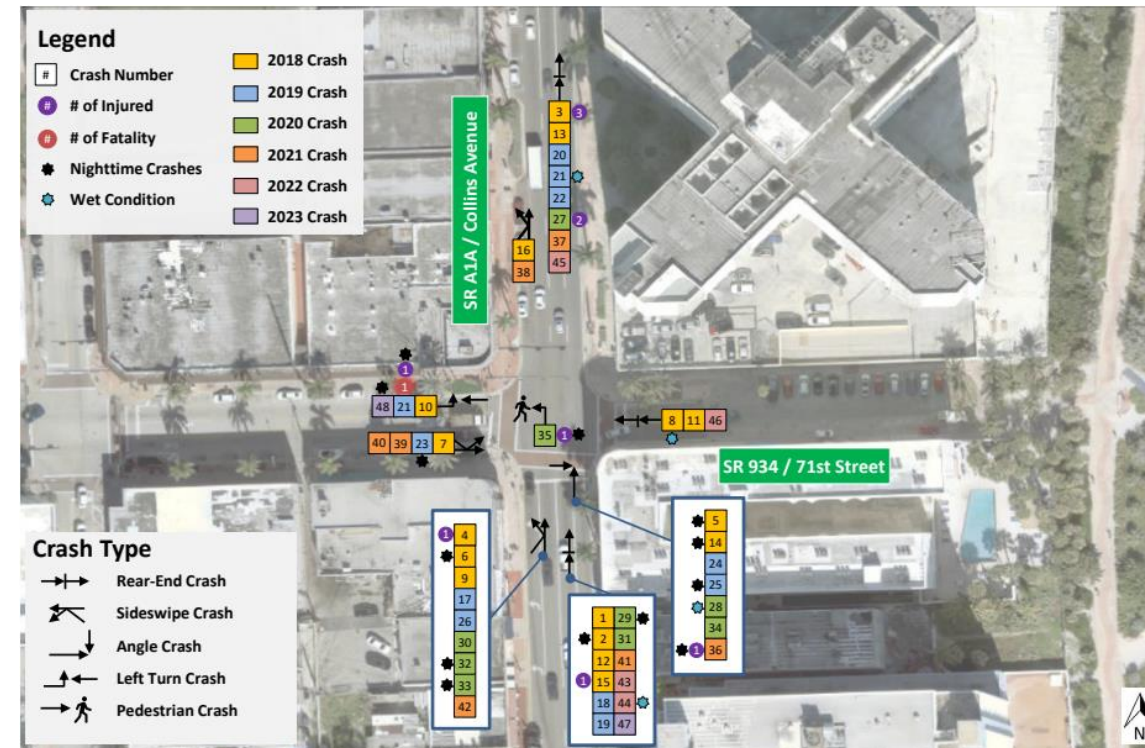 Legend
# Crash Number
# # of Injured
# # of Fatality
Nighttime Crashes
Wet Condition
2018 Crash
2019 Crash
2020 Crash
2021 Crash
2022 Crash
2023 Crash
SR A1A / Collins Avenue
3 3
13
20
21
22
27 2
37
45
16
38
1
1
48 21 10
40 39 23 7
35 1
8 11 46
SR 934 / 71st Street
Crash Type
Rear-End Crash
Sideswipe Crash
Angle Crash
Left Turn Crash
Pedestrian Crash
1 4
6
9
17
26
30
32
33
42
1 29
2 31
12 41
1 15 43
18 44
19 47
5
14
24
25
28
34
1 36
N